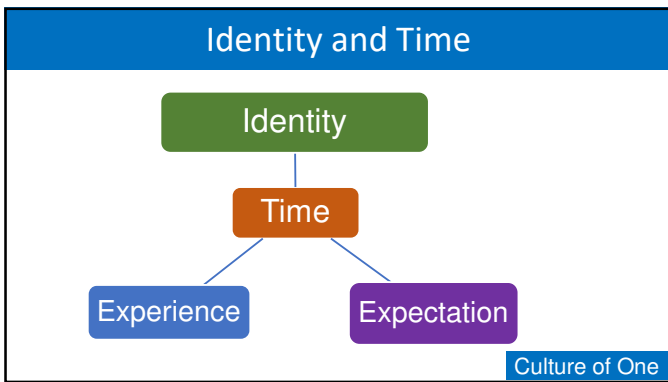 Identity and Time
Identity
Time
Experience
Expectation
Culture of One